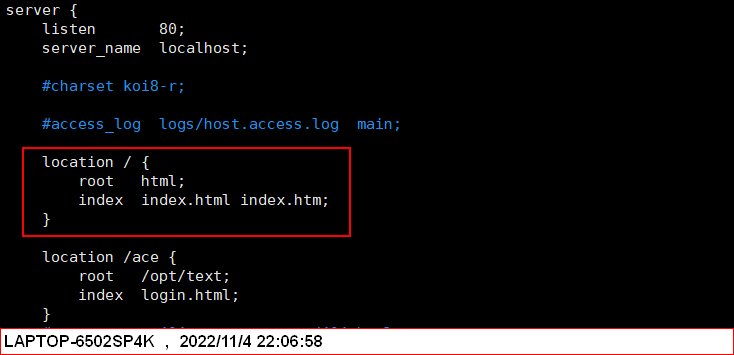 server {
    listen       80;
    server_name  localhost;
    #charset koi8-r;
    #access_log  logs/host.access.log  main;
    location / {
        root   html;
        index  index.html index.htm;
    }
    location /ace {
        root   /opt/text;
        index  login.html;
    }
LAPTOP-6502SP4K , 2022/11/4 22:06:58